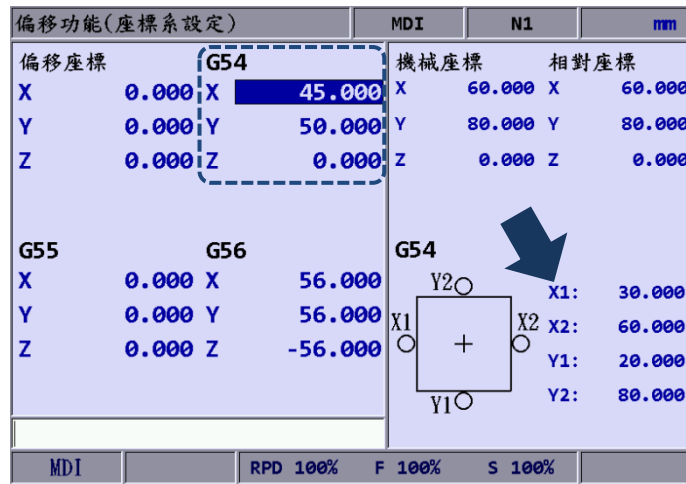 偏移功能(座標系設定) MDI N1 mm
偏移座標 G54 機械座標 相對座標
X 0.000 X 45.000 X 60.000 X 60.000
Y 0.000 Y 50.000 Y 80.000 Y 80.000
Z 0.000 Z 0.000 Z 0.000 Z 0.000
G55 G56 G54
X 0.000 X 56.000
Y 0.000 Y 56.000
Z 0.000 Z -56.000
Y2
X1 X2
Y1
X1: 30.000
X2: 60.000
Y1: 20.000
Y2: 80.000
MDI RPD 100% F 100% S 100%